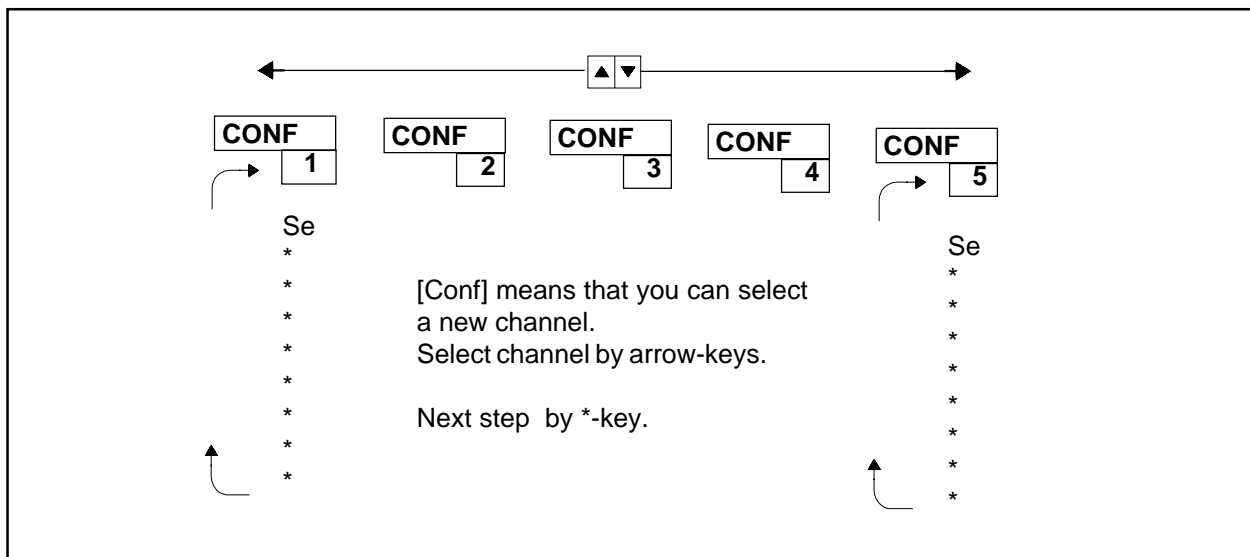 ▲ ▼
CONF CONF CONF CONF CONF
1 2 3 4 5
Se Se
* *
* *
* *
* *
* *
* *
* *
* *
[Conf] means that you can select
a new channel.
Select channel by arrow-keys.
Next step by *-key.